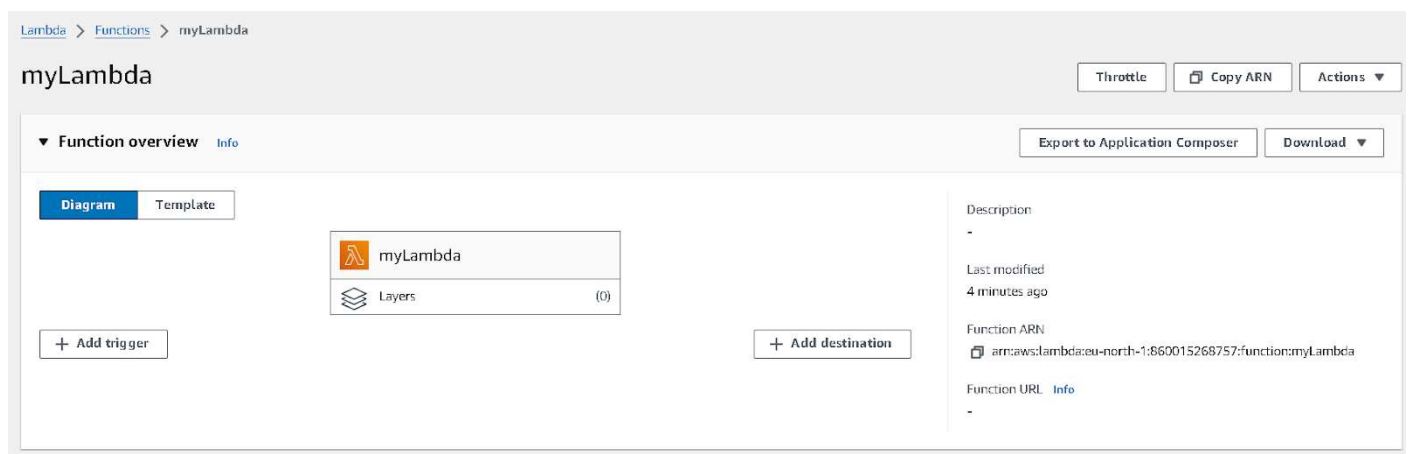 Lambda > Functions > myLambda
myLambda
Throttle Copy ARN Actions ▼
▼ Function overview Info
Export to Application Composer Download ▼
Diagram Template
myLambda
Layers (0)
+ Add trigger
+ Add destination
Description
-
Last modified
4 minutes ago
Function ARN
arn:aws:lambda:eu-north-1:860015268757:function:myLambda
Function URL Info
-